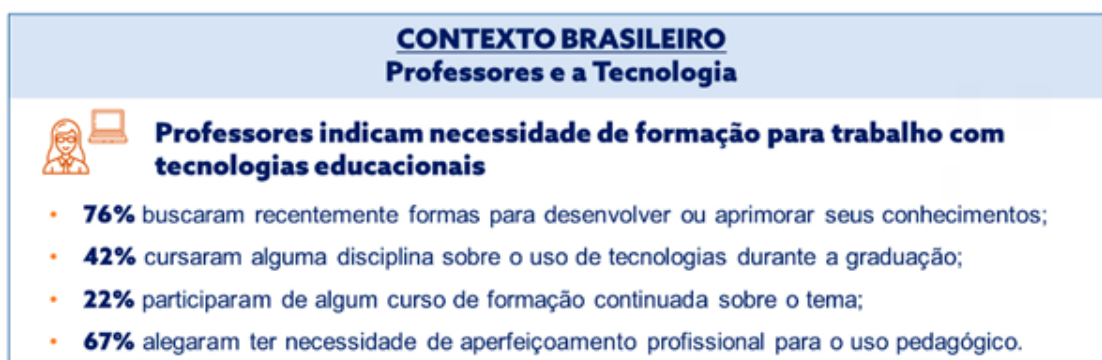 CONTEXTO BRASILEIRO
Professores e a Tecnologia
Professores indicam necessidade de formação para trabalho com
tecnologias educacionais
• 76% buscaram recentemente formas para desenvolver ou aprimorar seus conhecimentos;
• 42% cursaram alguma disciplina sobre o uso de tecnologias durante a graduação;
• 22% participaram de algum curso de formação continuada sobre o tema;
• 67% alegaram ter necessidade de aperfeiçoamento profissional para o uso pedagógico.